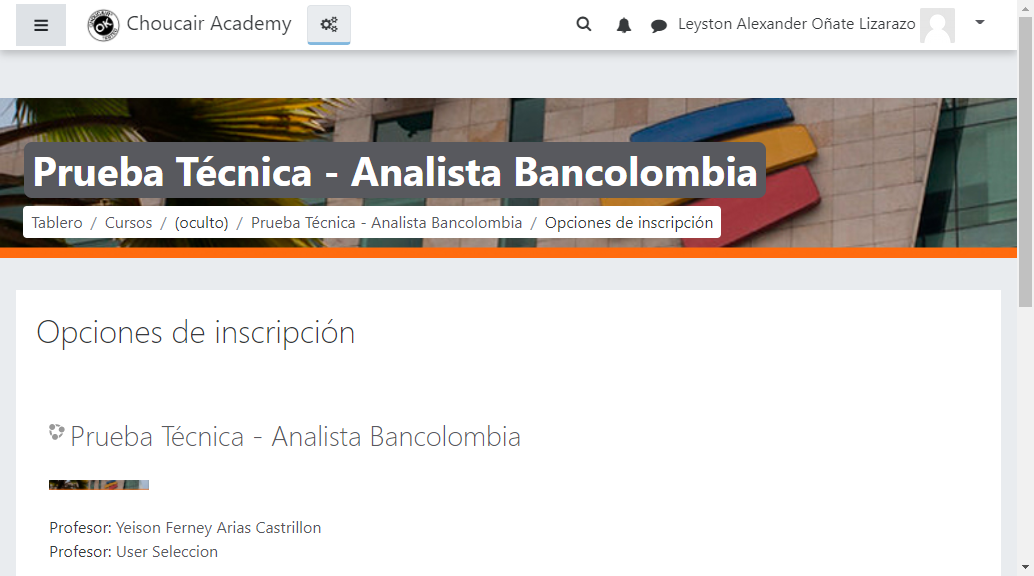 Choucair Academy
Leyston Alexander Oñate Lizarazo
Prueba Técnica - Analista Bancolombia
Tablero / Cursos / (oculto) / Prueba Técnica - Analista Bancolombia / Opciones de inscripción
Opciones de inscripción
Prueba Técnica - Analista Bancolombia
Profesor: Yeison Ferney Arias Castrillon
Profesor: User Seleccion